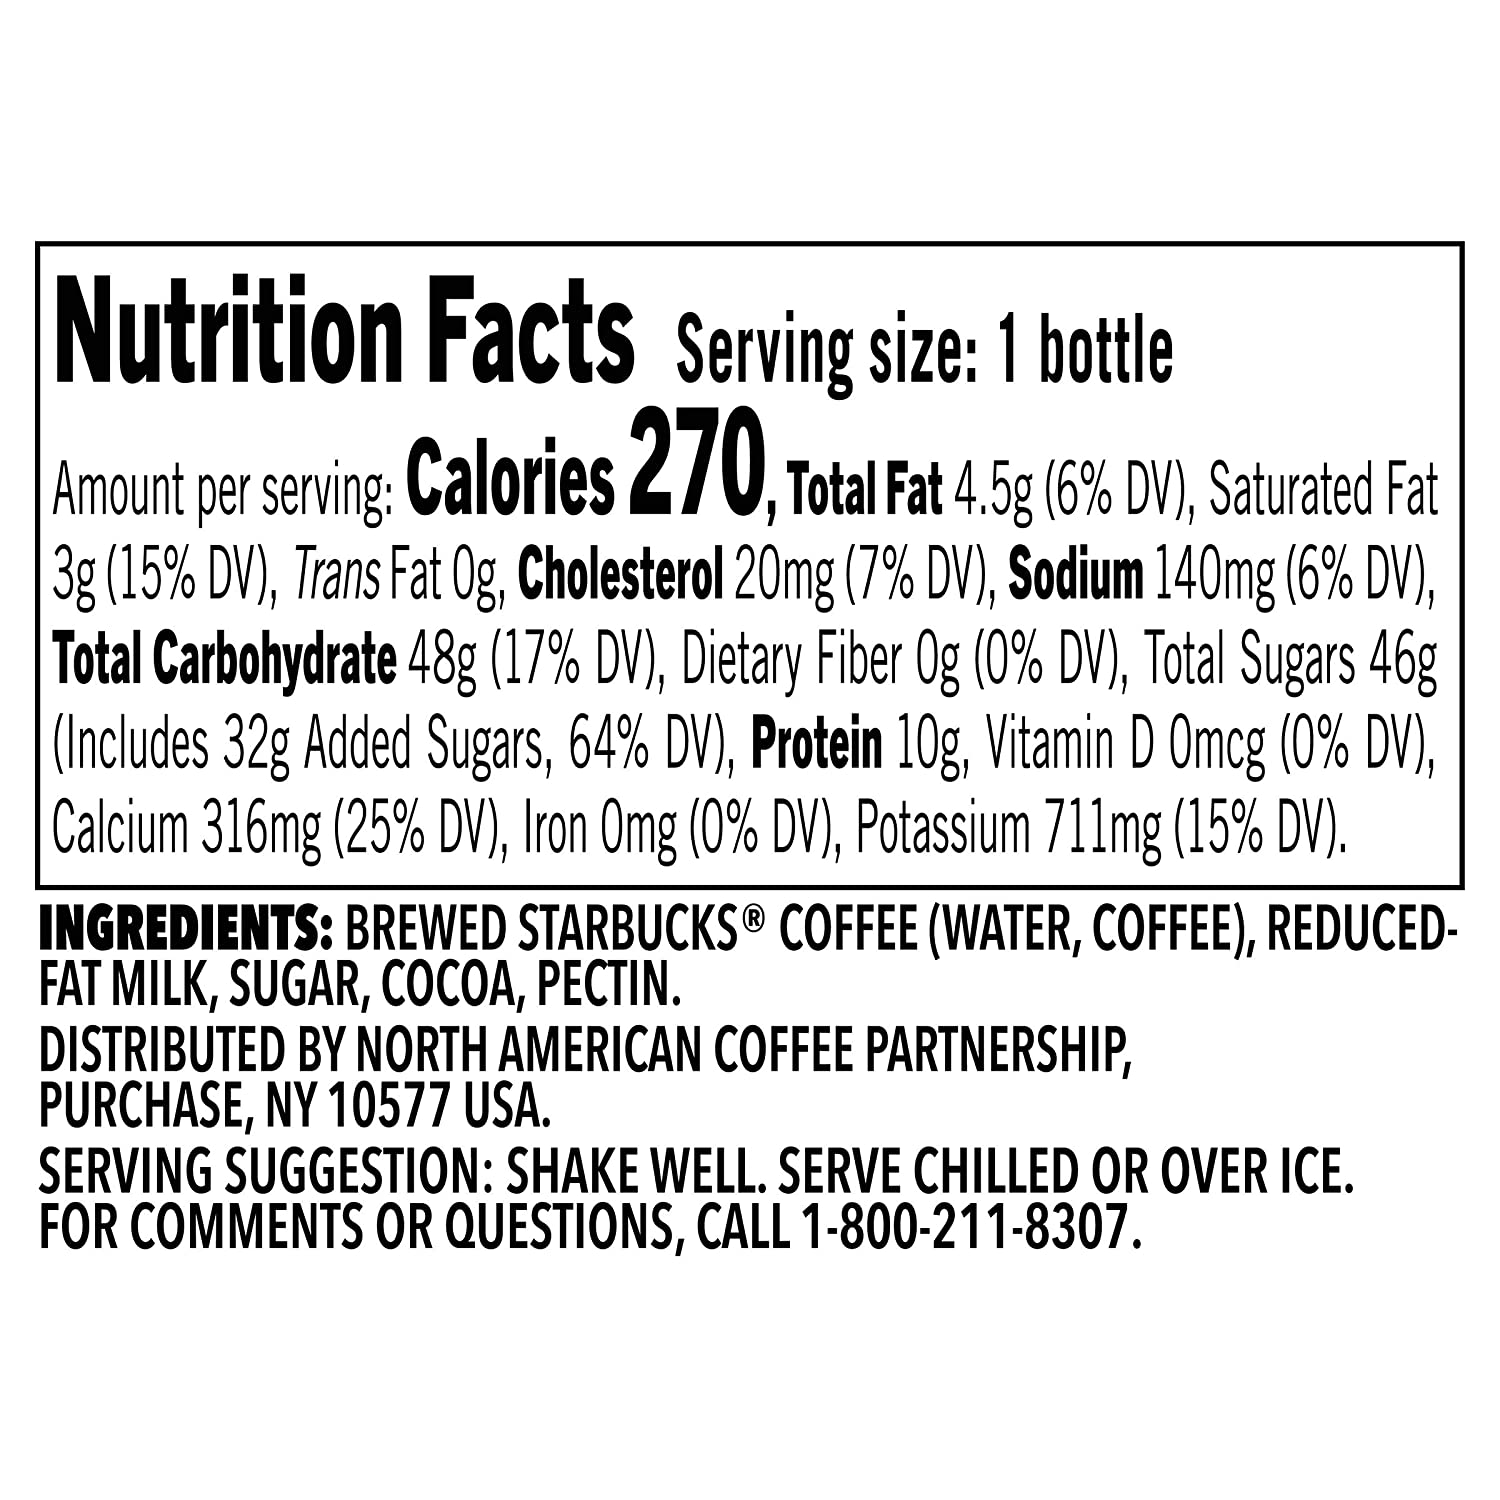 Nutrition Facts Serving size: 1 bottle
Amount per serving: Calories 270, Total Fat 4.5g (6% DV), Saturated Fat
3g (15% DV), Trans Fat 0g, Cholesterol 20mg (7% DV), Sodium 140mg (6% DV),
Total Carbohydrate 48g (17% DV), Dietary Fiber 0g (0% DV), Total Sugars 46g
(Includes 32g Added Sugars, 64% DV), Protein 10g, Vitamin D 0mcg (0% DV),
Calcium 316mg (25% DV), Iron 0mg (0% DV), Potassium 711mg (15% DV).
INGREDIENTS: BREWED STARBUCKS® COFFEE (WATER, COFFEE), REDUCED-
FAT MILK, SUGAR, COCOA, PECTIN.
DISTRIBUTED BY NORTH AMERICAN COFFEE PARTNERSHIP,
PURCHASE, NY 10577 USA.
SERVING SUGGESTION: SHAKE WELL. SERVE CHILLED OR OVER ICE.
FOR COMMENTS OR QUESTIONS, CALL 1-800-211-8307.